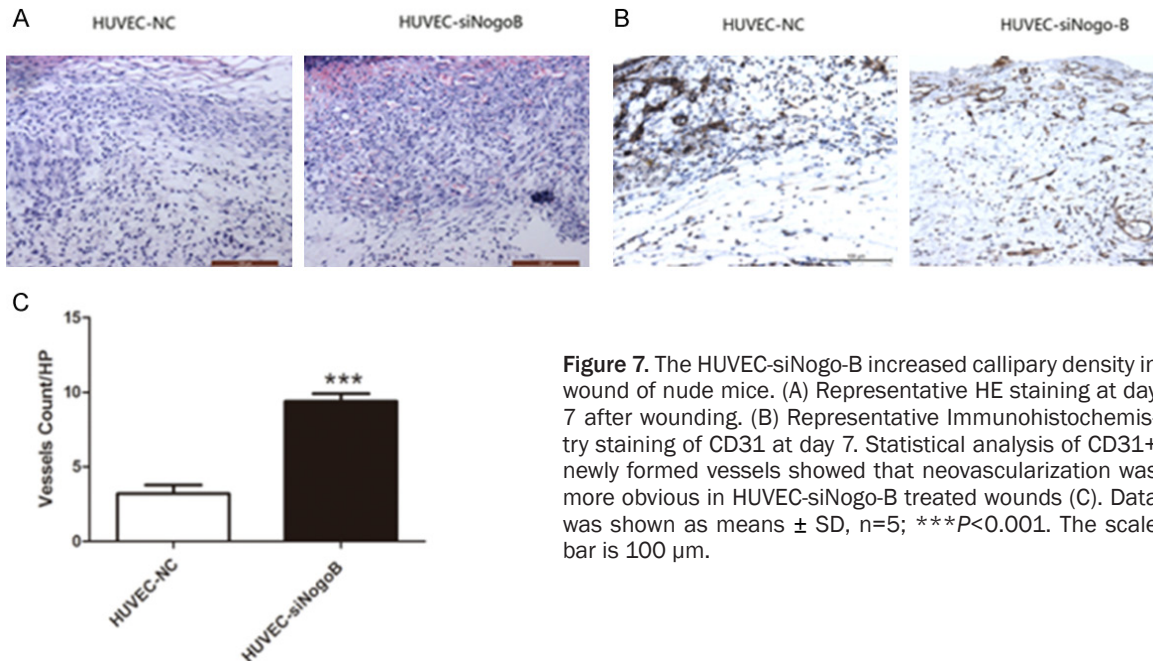 A
HUVEC-NC
HUVEC-siNogoB
B
HUVEC-NC
HUVEC-siNogo-B
C
15
10
5
0
Vessels Count/HP
***
HUVEC-NC
HUVEC-siNogoB
Figure 7. The HUVEC-siNogo-B increased callipary density in
wound of nude mice. (A) Representative HE staining at day
7 after wounding. (B) Representative Immunohistochemis-
try staining of CD31 at day 7. Statistical analysis of CD31+
newly formed vessels showed that neovascularization was
more obvious in HUVEC-siNogo-B treated wounds (C). Data
was shown as means ± SD, n=5; ***P<0.001. The scale
bar is 100 μm.